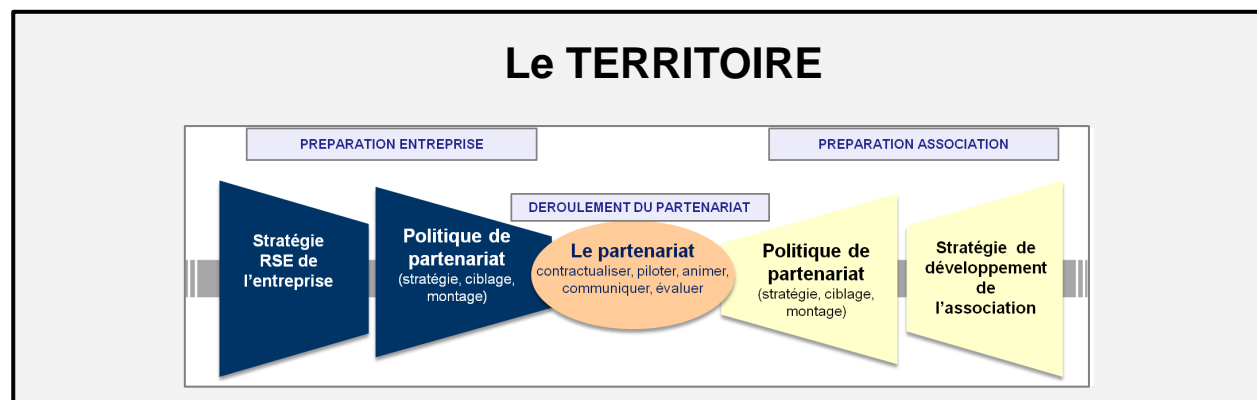 Le TERRITOIRE
PREPARATION ENTREPRISE
PREPARATION ASSOCIATION
DEROULEMENT DU PARTENARIAT
Stratégie
RSE de
l’entreprise
Politique de
partenariat
(stratégie, ciblage,
montage)
Le partenariat
contractualiser, piloter, animer,
communiquer, évaluer
Politique de
partenariat
(stratégie, ciblage,
montage)
Stratégie de
développement
de
l’association